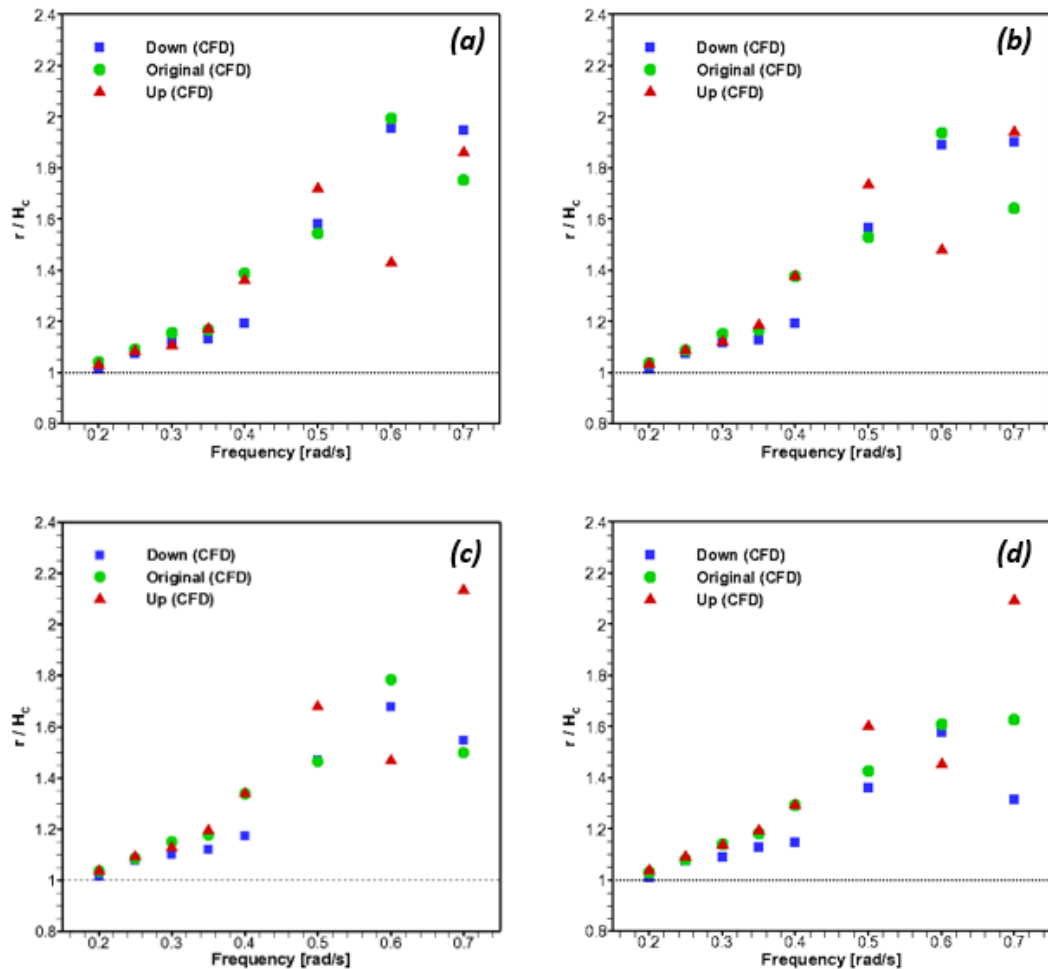 (a)
Down (CFD)
Original (CFD)
Up (CFD)
2.4
2.2
2
1.8
1.6
1.4
1.2
1
0.8
r / Hc
0.2 0.3 0.4 0.5 0.6 0.7
Frequency [rad/s]
(b)
Down (CFD)
Original (CFD)
Up (CFD)
2.4
2.2
2
1.8
1.6
1.4
1.2
1
0.8
r / Hc
0.2 0.3 0.4 0.5 0.6 0.7
Frequency [rad/s]
(c)
Down (CFD)
Original (CFD)
Up (CFD)
2.4
2.2
2
1.8
1.6
1.4
1.2
1
0.8
r / Hc
0.2 0.3 0.4 0.5 0.6 0.7
Frequency [rad/s]
(d)
Down (CFD)
Original (CFD)
Up (CFD)
2.4
2.2
2
1.8
1.6
1.4
1.2
1
0.8
r / Hc
0.2 0.3 0.4 0.5 0.6 0.7
Frequency [rad/s]